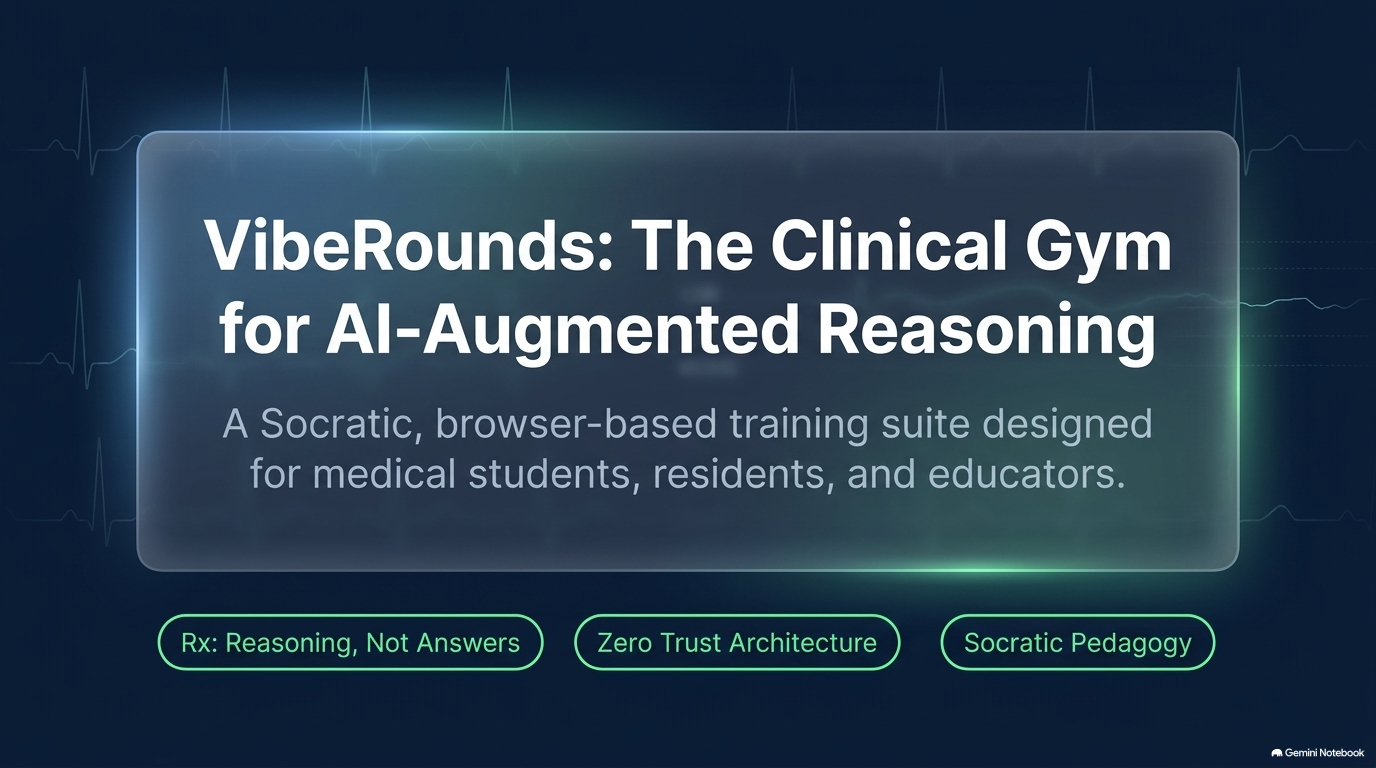 VibeRounds: The Clinical Gym
for AI-Augmented Reasoning
A Socratic, browser-based training suite designed
for medical students, residents, and educators.
Rx: Reasoning, Not Answers
Zero Trust Architecture
Socratic Pedagogy
Gemini Notebook